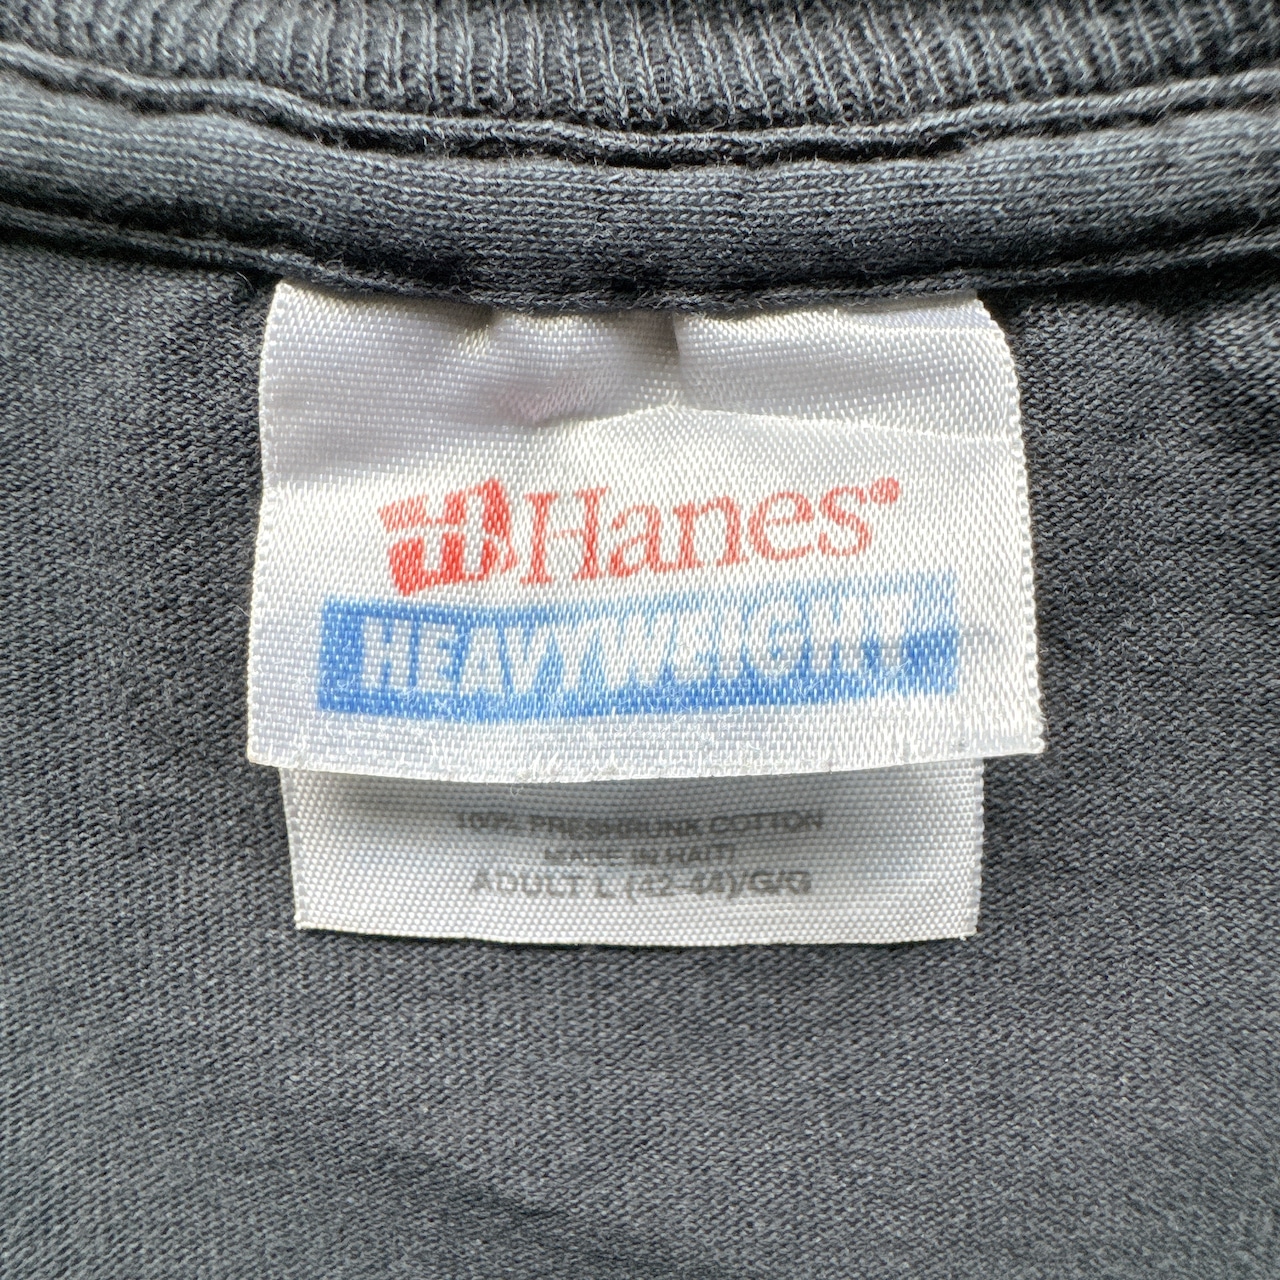 H Hanes®
HEAVYWEIGHT
100% PRESHRUNK COTTON
MADE IN HAITI
ADULT L (42-44)/G/G